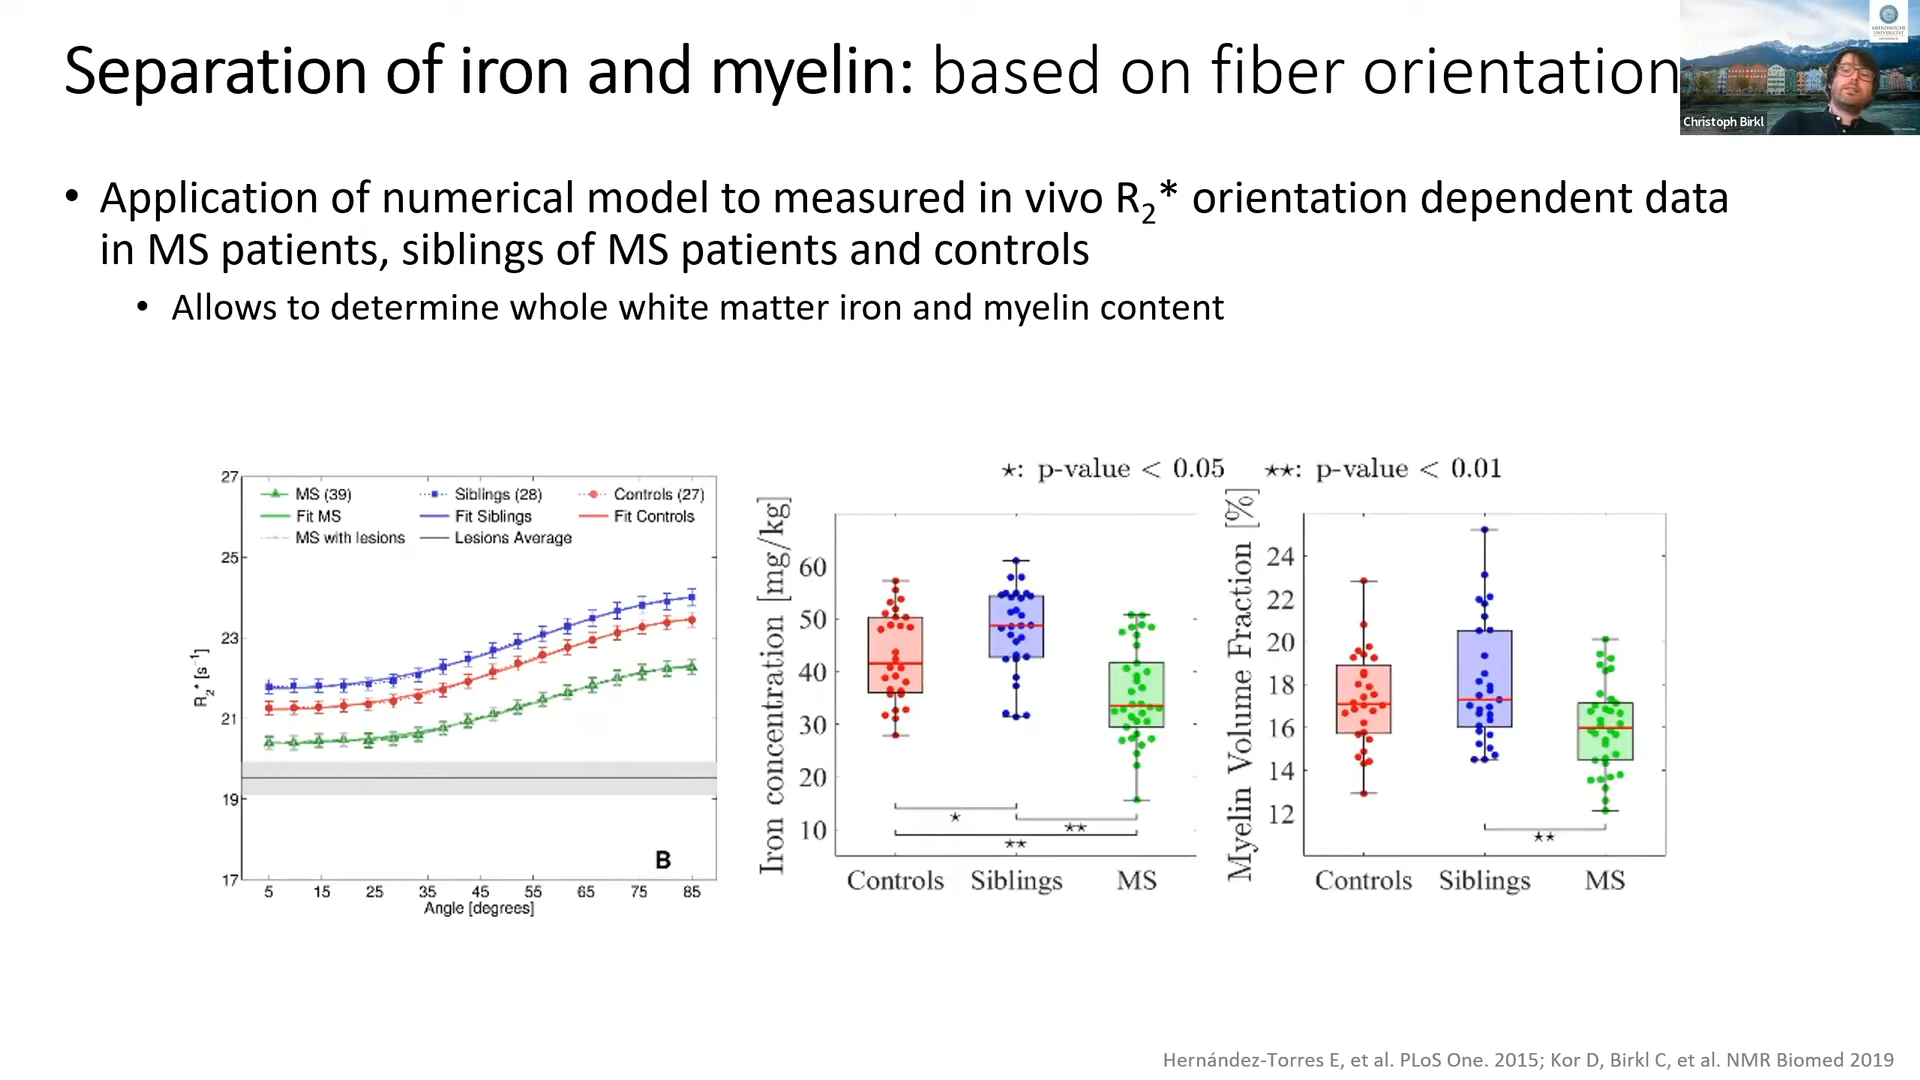 Separation of iron and myelin: based on fiber orientation
Christoph Birkl
• Application of numerical model to measured in vivo R2* orientation dependent data
in MS patients, siblings of MS patients and controls
• Allows to determine whole white matter iron and myelin content
27
25
23
21
19
17
R2* [s-1]
MS (39) Siblings (28) Controls (27)
Fit MS Fit Siblings Fit Controls
MS with lesions Lesions Average
B
5 15 25 35 45 55 65 75 85
Angle [degrees]
⋆: p-value < 0.05 ⋆⋆: p-value < 0.01
Iron concentration [mg/kg]
60
50
40
30
20
10
⋆
⋆⋆
⋆⋆
Controls Siblings MS
Myelin Volume Fraction [%]
24
22
20
18
16
14
12
⋆⋆
Controls Siblings MS
Hernández-Torres E, et al. PLoS One. 2015; Kor D, Birkl C, et al. NMR Biomed 2019